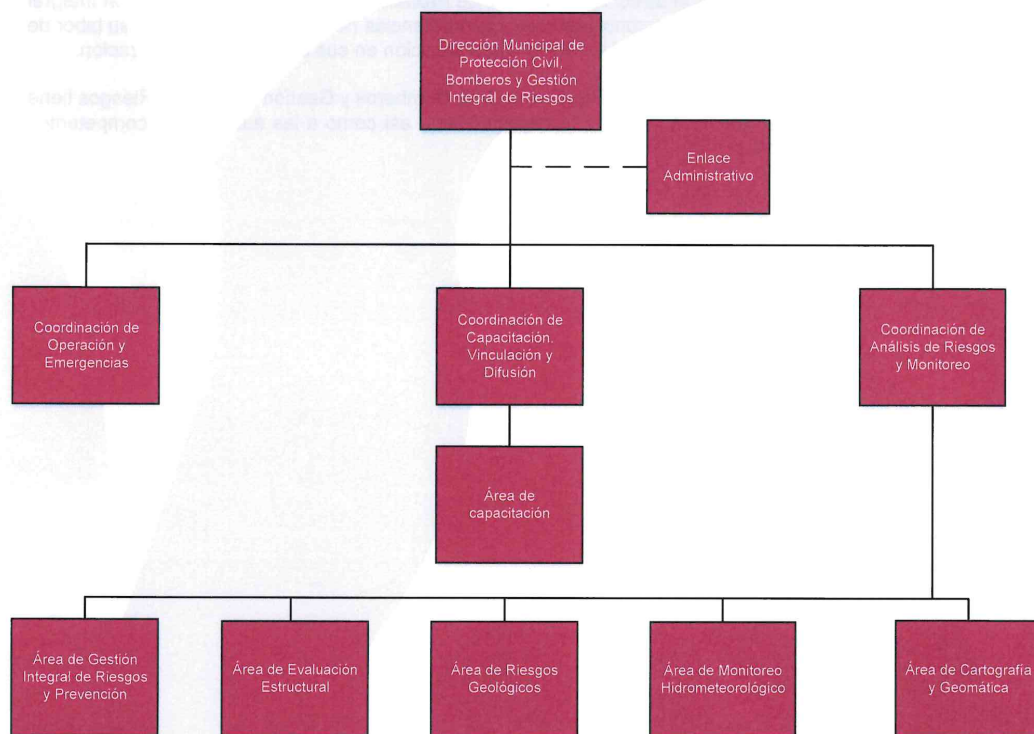 Dirección Municipal de
Protección Civil,
Bomberos y Gestión
Integral de Riesgos
Enlace
Administrativo
Coordinación de
Operación y
Emergencias
Coordinación de
Capacitación.
Vinculación y
Difusión
Coordinación de
Análisis de Riesgos
y Monitoreo
Área de
capacitación
Área de Gestión
Integral de Riesgos
y Prevención
Área de Evaluación
Estructural
Área de Riesgos
Geológicos
Área de Monitoreo
Hidrometeorológico
Área de Cartografía
y Geomática